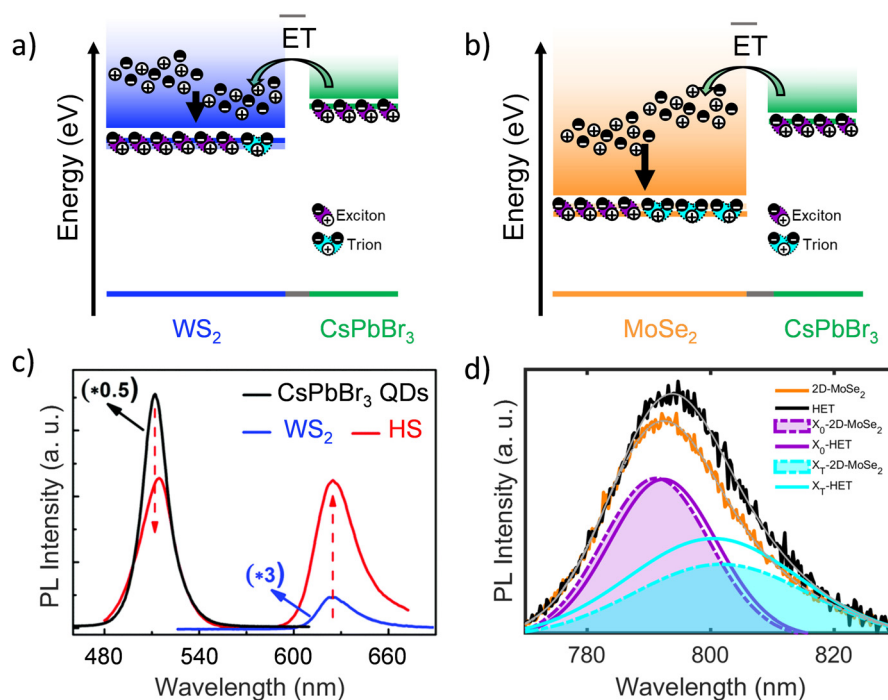 a)
ET
Energy (eV)
Exciton
Trion
WS₂
CsPbBr₃
b)
ET
Energy (eV)
Exciton
Trion
MoSe₂
CsPbBr₃
c)
(*0.5)
CsPbBr₃ QDs
WS₂ HS
(*3)
PL Intensity (a. u.)
480 540 600 660
Wavelength (nm)
d)
2D-MoSe₂
HET
X₀-2D-MoSe₂
X₀-HET
X_T-2D-MoSe₂
X_T-HET
PL Intensity (a. u.)
780 800 820
Wavelength (nm)